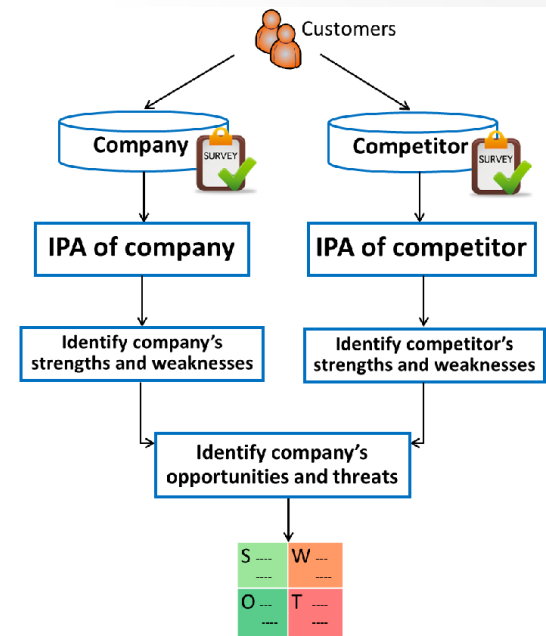 Customers
Company
SURVEY
Competitor
SURVEY
IPA of company
IPA of competitor
Identify company's
strengths and weaknesses
Identify competitor's
strengths and weaknesses
Identify company's
opportunities and threats
S ----
----
W ---
----
O ---
----
T ----
----